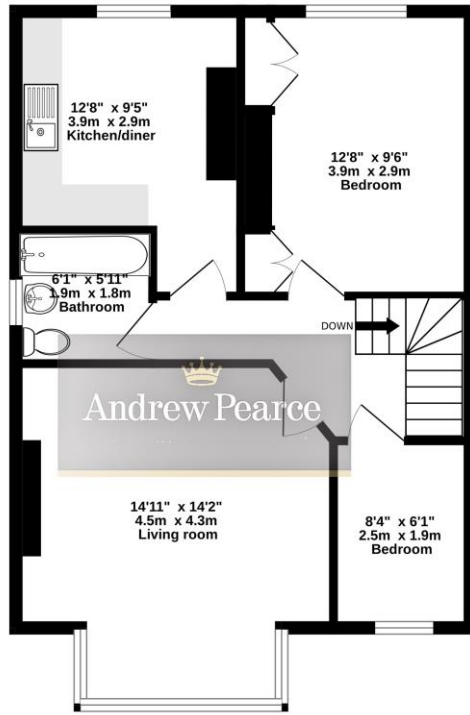 12'8" x 9'5"
3.9m x 2.9m
Kitchen/diner
12'8" x 9'6"
3.9m x 2.9m
Bedroom
6'1" x 5'11"
1.9m x 1.8m
Bathroom
DOWN
Andrew Pearce
14'11" x 14'2"
4.5m x 4.3m
Living room
8'4" x 6'1"
2.5m x 1.9m
Bedroom